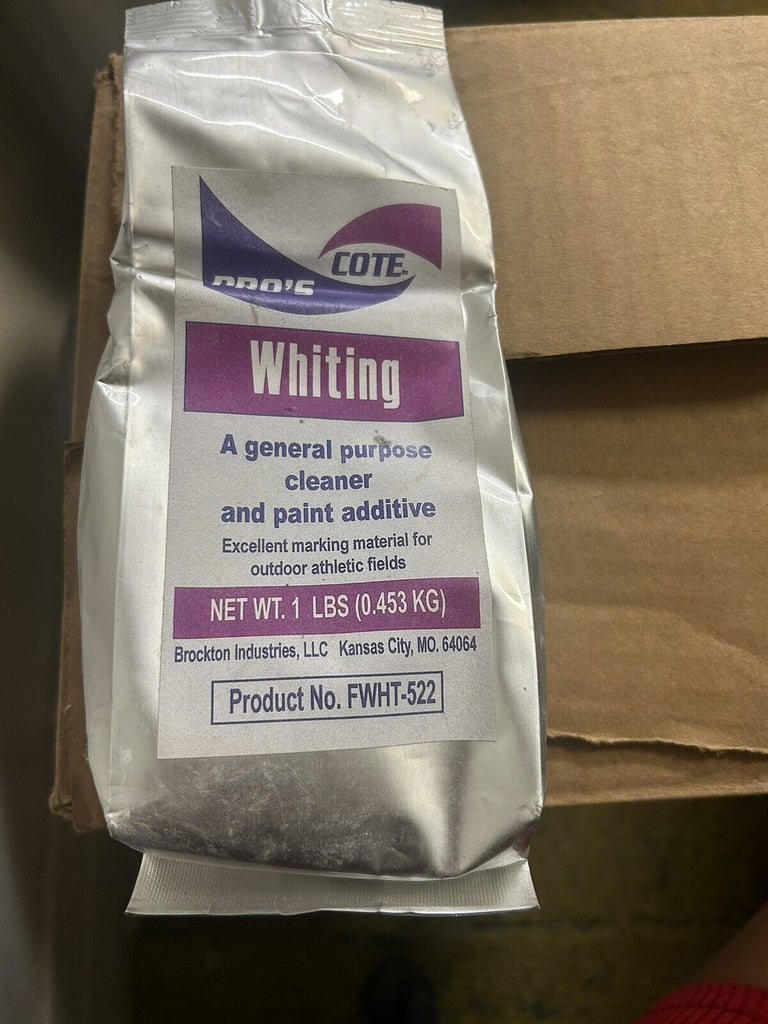 PRO'S
COTE™
Whiting
A general purpose
cleaner
and paint additive
Excellent marking material for
outdoor athletic fields
NET WT. 1 LBS (0.453 KG)
Brockton Industries, LLC Kansas City, MO. 64064
Product No. FWHT-522